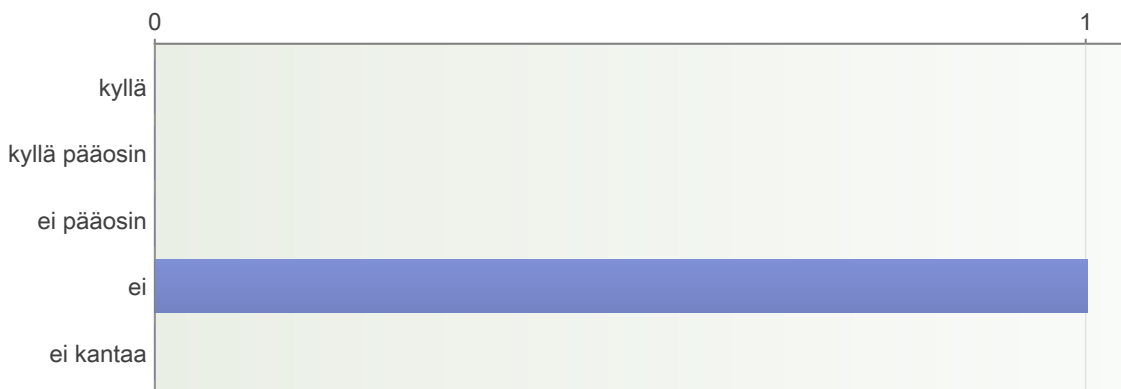 0 1
kyllä
kyllä pääosin
ei pääosin
ei
ei kantaa